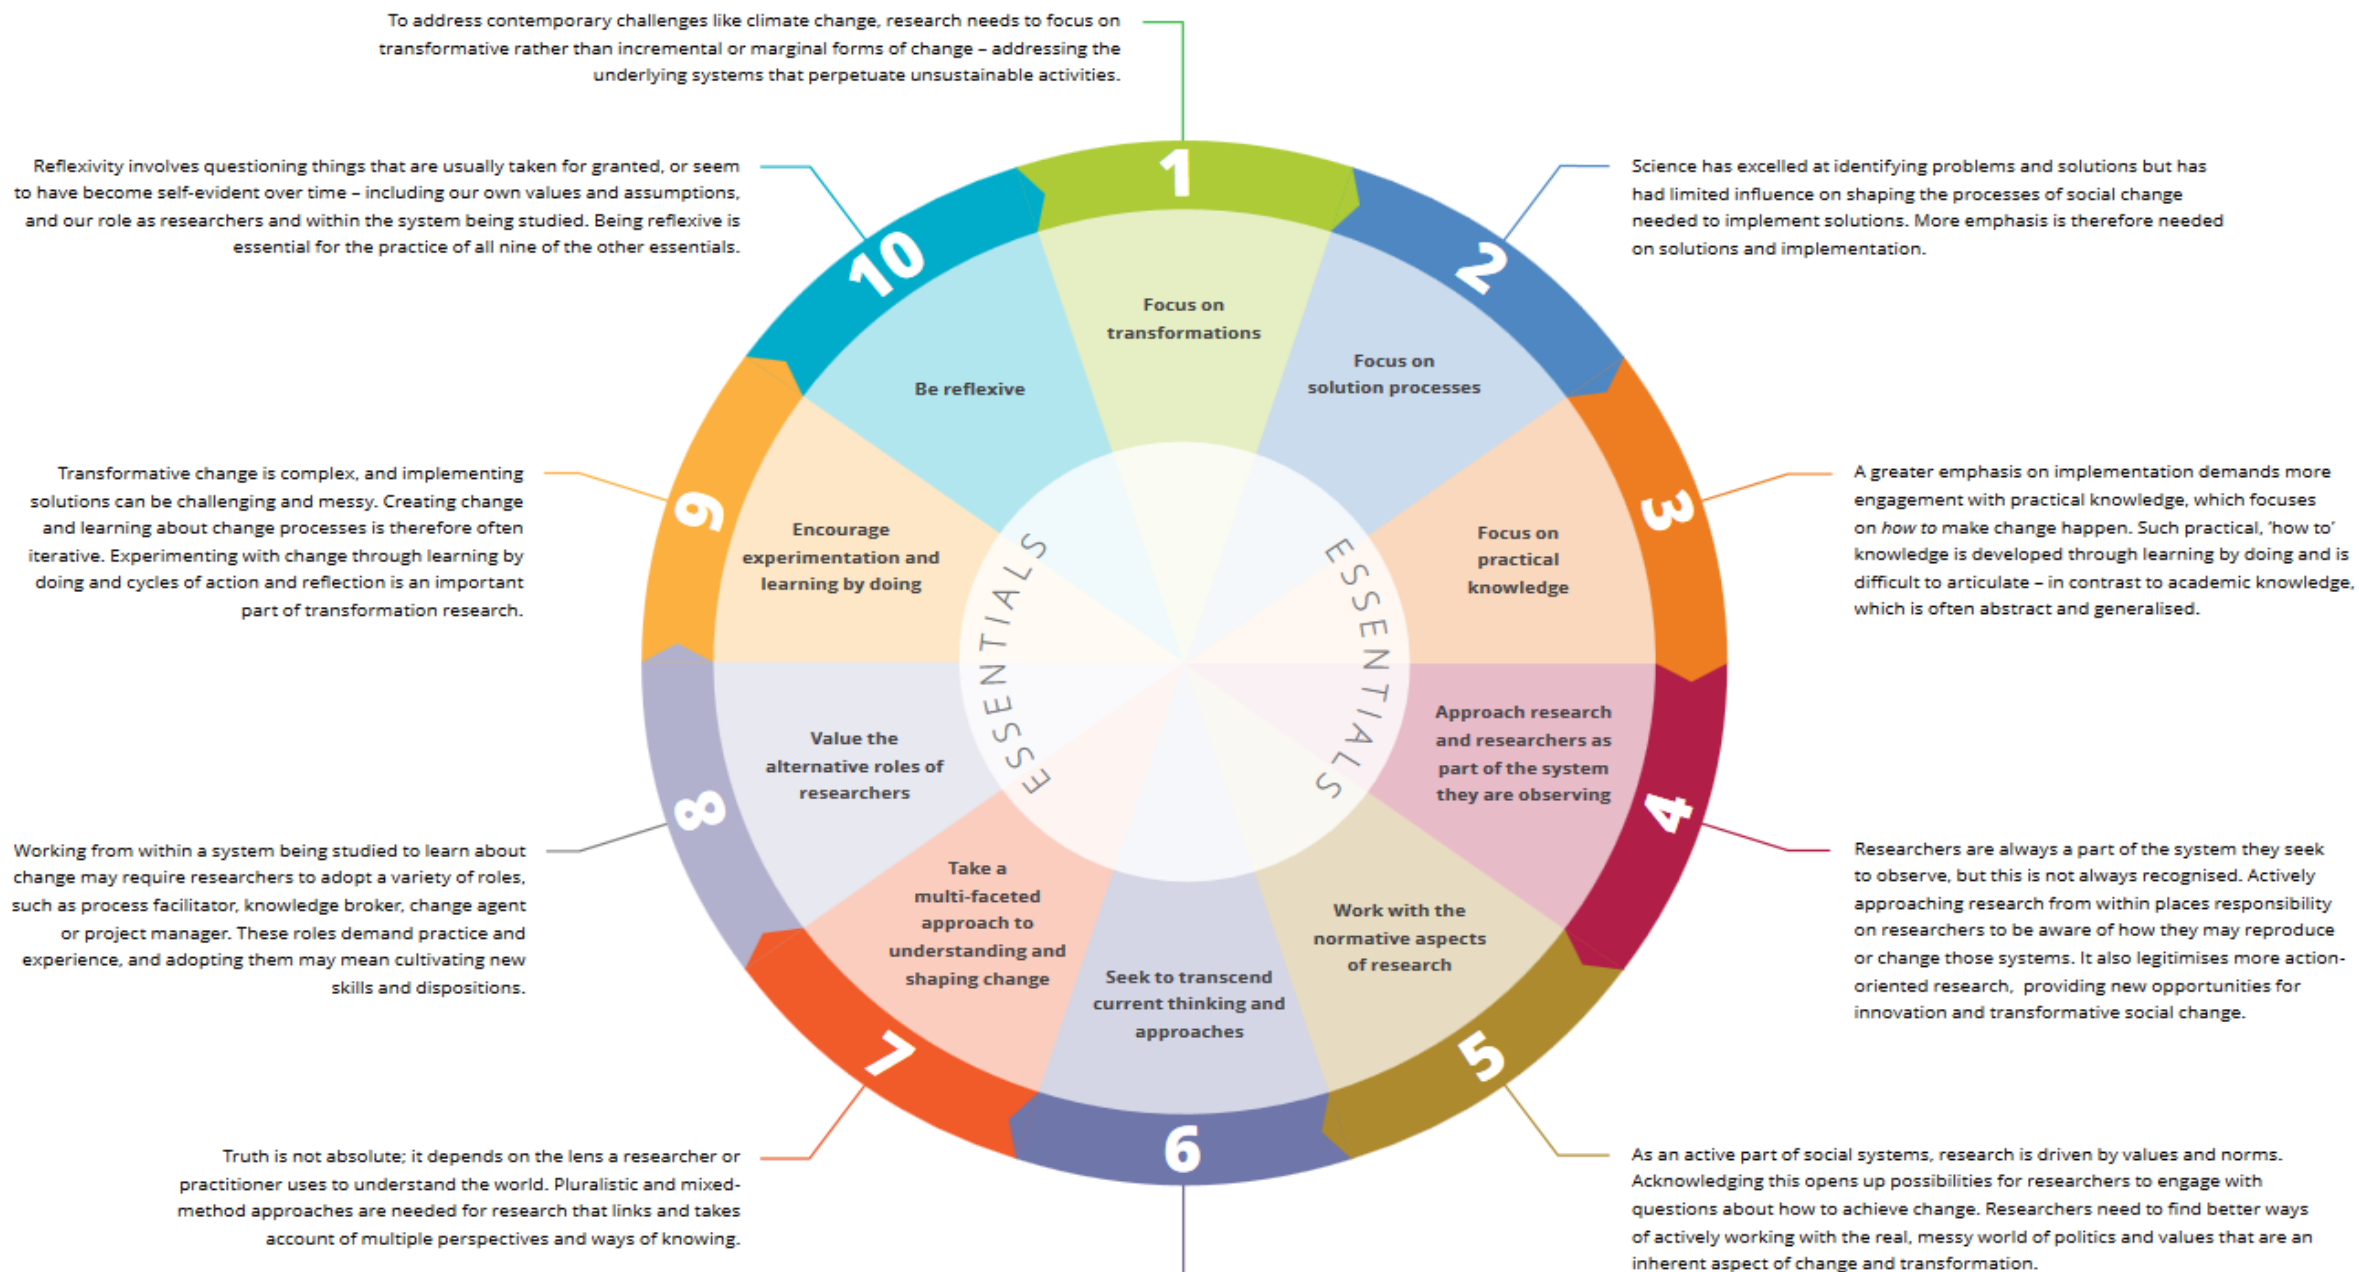 To address contemporary challenges like climate change, research needs to focus on
transformative rather than incremental or marginal forms of change – addressing the
underlying systems that perpetuate unsustainable activities.
1
Focus on
transformations
Science has excelled at identifying problems and solutions but has
had limited influence on shaping the processes of social change
needed to implement solutions. More emphasis is therefore needed
on solutions and implementation.
2
Focus on
solution processes
A greater emphasis on implementation demands more
engagement with practical knowledge, which focuses
on how to make change happen. Such practical, ‘how to’
knowledge is developed through learning by doing and is
difficult to articulate – in contrast to academic knowledge,
which is often abstract and generalised.
3
Focus on
practical
knowledge
Researchers are always a part of the system they seek
to observe, but this is not always recognised. Actively
approaching research from within places responsibility
on researchers to be aware of how they may reproduce
or change those systems. It also legitimises more action-
oriented research, providing new opportunities for
innovation and transformative social change.
4
Approach research
and researchers as
part of the system
they are observing
As an active part of social systems, research is driven by values and norms.
Acknowledging this opens up possibilities for researchers to engage with
questions about how to achieve change. Researchers need to find better ways
of actively working with the real, messy world of politics and values that are an
inherent aspect of change and transformation.
5
Work with the
normative aspects
of research
6
Seek to transcend
current thinking and
approaches
Truth is not absolute; it depends on the lens a researcher or
practitioner uses to understand the world. Pluralistic and mixed-
method approaches are needed for research that links and takes
account of multiple perspectives and ways of knowing.
7
Take a
multi-faceted
approach to
understanding and
shaping change
Working from within a system being studied to learn about
change may require researchers to adopt a variety of roles,
such as process facilitator, knowledge broker, change agent
or project manager. These roles demand practice and
experience, and adopting them may mean cultivating new
skills and dispositions.
8
Value the
alternative roles of
researchers
Transformative change is complex, and implementing
solutions can be challenging and messy. Creating change
and learning about change processes is therefore often
iterative. Experimenting with change through learning by
doing and cycles of action and reflection is an important
part of transformation research.
9
Encourage
experimentation and
learning by doing
Reflexivity involves questioning things that are usually taken for granted, or seem
to have become self-evident over time – including our own values and assumptions,
and our role as researchers and within the system being studied. Being reflexive is
essential for the practice of all nine of the other essentials.
10
Be reflexive
ESSENTIALS
ESSENTIALS